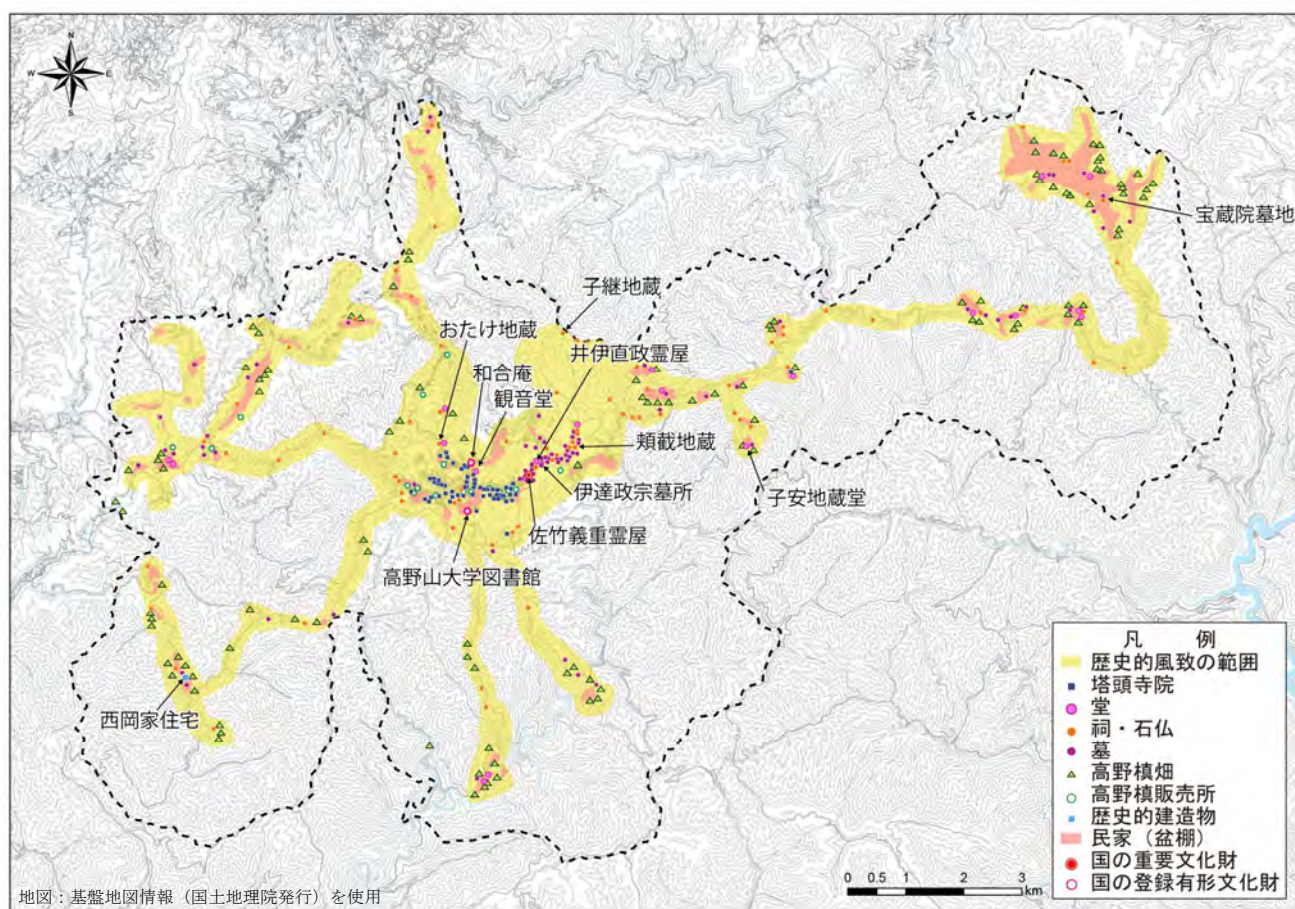 N
W
E
S
宝蔵院墓地
子継地蔵
おたけ地蔵
井伊直政霊屋
和合庵
観音堂
頬截地蔵
伊達政宗墓所
子安地蔵堂
佐竹義重霊屋
高野山大学図書館
西岡家住宅
凡 例
歴史的風致の範囲
塔頭寺院
堂
祠・石仏
墓
高野槙畑
高野槙販売所
歴史的建造物
民家（盆棚）
国の重要文化財
国の登録有形文化財
0 0.5 1 2 3
km
地図：基盤地図情報（国土地理院発行）を使用